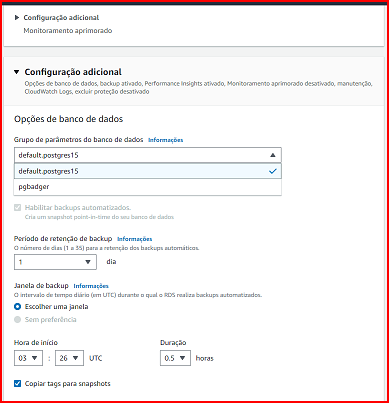 Configuração adicional
Monitoramento aprimorado
Configuração adicional
Opções de banco de dados, backup ativado, Performance Insights ativado, Monitoramento aprimorado desativado, manutenção,
CloudWatch Logs, excluir proteção desativado
Opções de banco de dados
Grupo de parâmetros do banco de dados Informações
default.postgres15
default.postgres15
pgbadger
Habilitar backups automatizados.
Cria um snapshot point-in-time do seu banco de dados
Período de retenção de backup Informações
O número de dias (1 a 35) para a retenção dos backups automáticos.
1 dia
Janela de backup Informações
O intervalo de tempo diário (em UTC) durante o qual o RDS realiza backups automatizados.
Escolher uma janela
Sem preferência
Hora de início Duração
03 : 26 UTC 0.5 horas
Copiar tags para snapshots